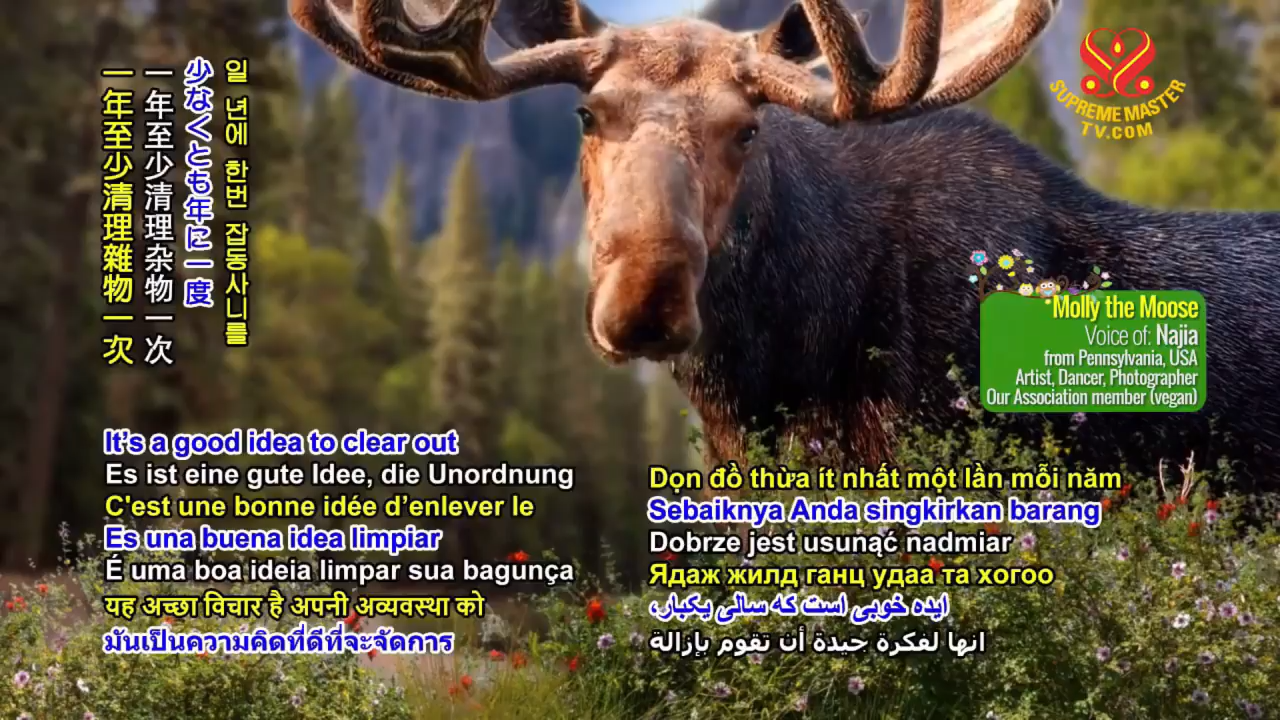 一年至少清理雜物一次
一年至少清理杂物一次
少なくとも年に一度
일 년에 한번 잡동사니를
SUPREME MASTER
TV.COM
Molly the Moose
Voice of: Najia
from Pennsylvania, USA
Artist, Dancer, Photographer
Our Association member (vegan)
It’s a good idea to clear out
Es ist eine gute Idee, die Unordnung
C'est une bonne idée d’enlever le
Es una buena idea limpiar
É uma boa ideia limpar sua bagunça
यह अच्छा विचार है अपनी अव्यवस्था को
มันเป็นความคิดที่ดีที่จะจัดการ
Dọn đồ thừa ít nhất một lần mỗi năm
Sebaiknya Anda singkirkan barang
Dobrze jest usunąć nadmiar
Ядаж жилд ганц удаа та хогоо
ایده خوبی است که سالی یکبار،
انها لفكرة جيدة أن تقوم بإزالة